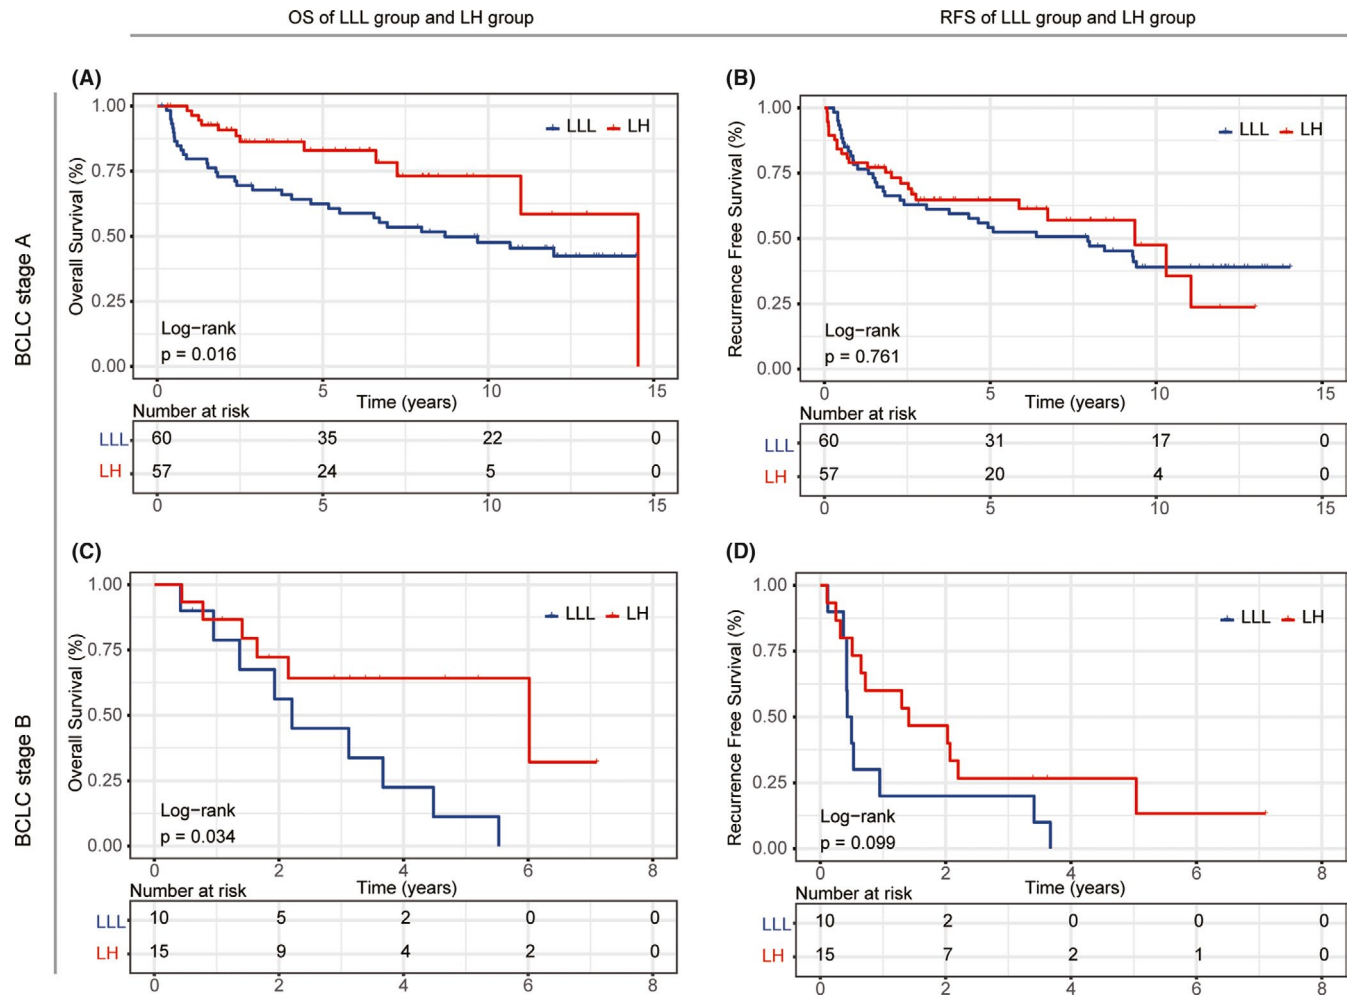 OS of LLL group and LH group
RFS of LLL group and LH group
BCLC stage A
(A)
Overall Survival (%)
1.00
0.75
0.50
0.25
0.00
LLL LH
Log-rank
p = 0.016
0 5 10 15
Time (years)
Number at risk
LLL 60 35 22 0
LH 57 24 5 0
0 5 10 15
(B)
Recurrence Free Survival (%)
1.00
0.75
0.50
0.25
0.00
LLL LH
Log-rank
p = 0.761
0 5 10 15
Time (years)
Number at risk
LLL 60 31 17 0
LH 57 20 4 0
0 5 10 15
BCLC stage B
(C)
Overall Survival (%)
1.00
0.75
0.50
0.25
0.00
LLL LH
Log-rank
p = 0.034
0 2 4 6 8
Time (years)
Number at risk
LLL 10 5 2 0 0
LH 15 9 4 2 0
0 2 4 6 8
(D)
Recurrence Free Survival (%)
1.00
0.75
0.50
0.25
0.00
LLL LH
Log-rank
p = 0.099
0 2 4 6 8
Time (years)
Number at risk
LLL 10 2 0 0 0
LH 15 7 2 1 0
0 2 4 6 8